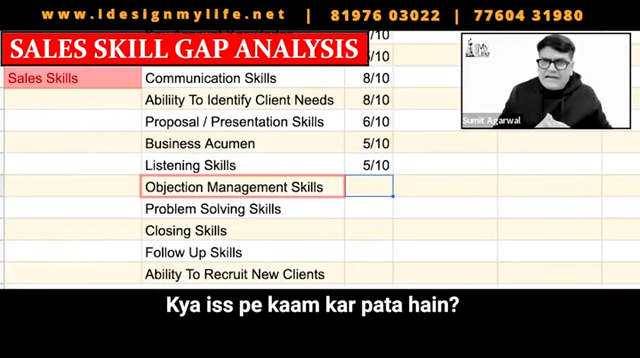 www.idesignmylife.net | 81976 03022 | 77604 31980
SALES SKILL GAP ANALYSIS
/10
/10
Sales Skills Communication Skills 8/10
Abiliity To Identify Client Needs 8/10
Proposal / Presentation Skills 6/10
Business Acumen 5/10
Listening Skills 5/10
Objection Management Skills
Problem Solving Skills
Closing Skills
Follow Up Skills
Ability To Recruit New Clients
Sumit Agarwal
Kya iss pe kaam kar pata hain?